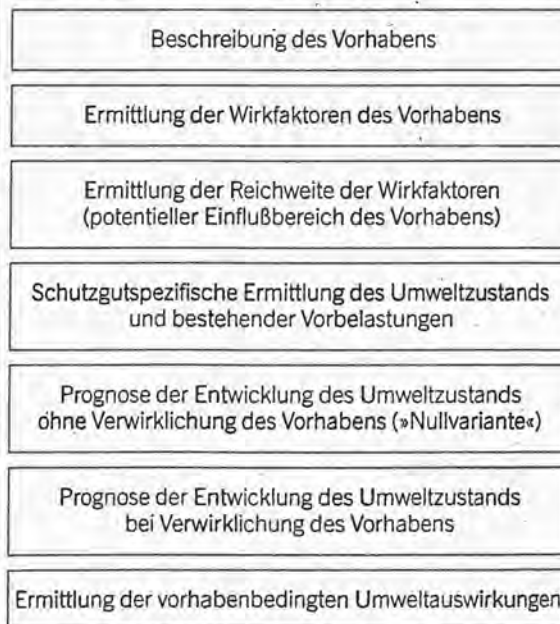 Beschreibung des Vorhabens
Ermittlung der Wirkfaktoren des Vorhabens
Ermittlung der Reichweite der Wirkfaktoren
(potentieller Einflußbereich des Vorhabens)
Schutzgutspezifische Ermittlung des Umweltzustands
und bestehender Vorbelastungen
Prognose der Entwicklung des Umweltzustands
ohne Verwirklichung des Vorhabens (»Nullvariante«)
Prognose der Entwicklung des Umweltzustands
bei Verwirklichung des Vorhabens
Ermittlung der vorhabenbedingten Umweltauswirkungen